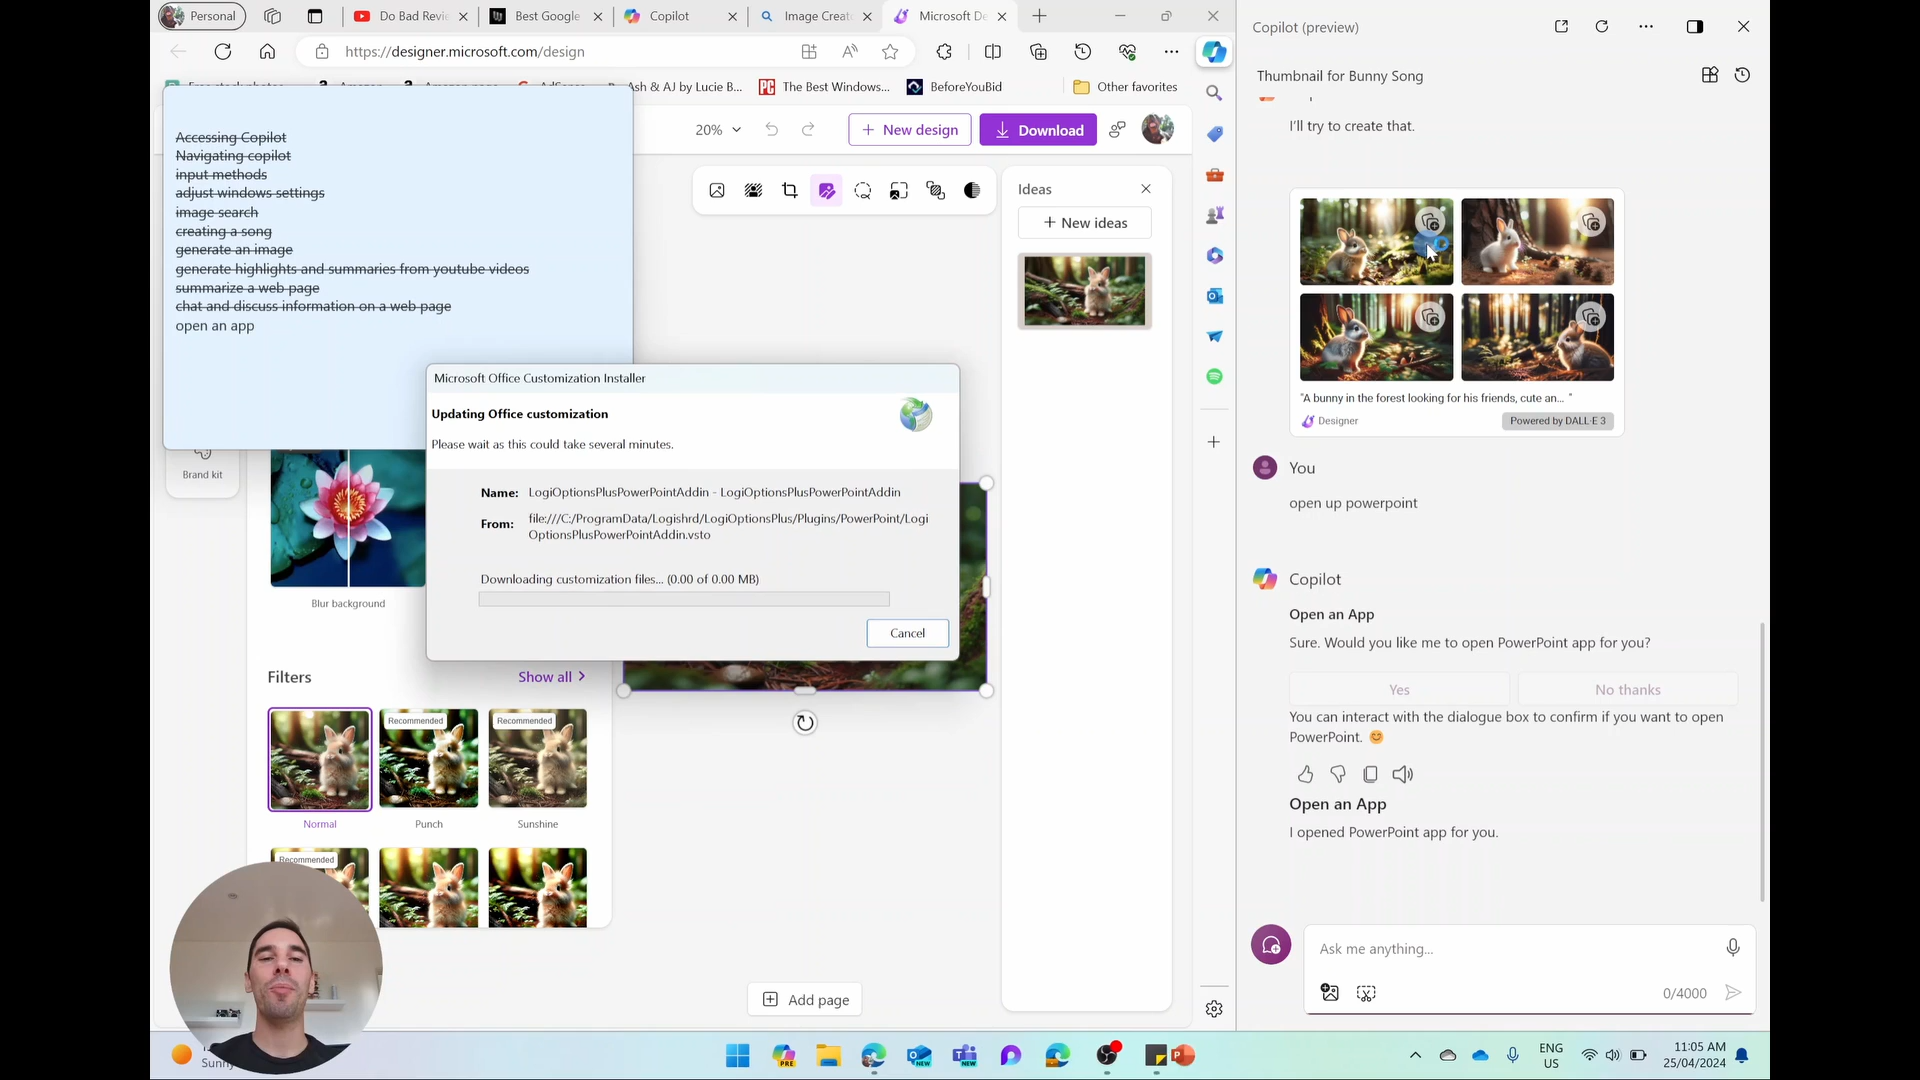 Personal
Do Bad Revie
Best Google
Copilot
Image Creat
Microsoft De
https://designer.microsoft.com/design
Ash & AJ by Lucie B...
The Best Windows...
BeforeYouBid
Other favorites
20%
New design
Download
Accessing Copilot
Navigating copilot
input methods
adjust windows settings
image search
creating a song
generate an image
generate highlights and summaries from youtube videos
summarize a web page
chat and discuss information on a web page
open an app
Ideas
New ideas
Brand kit
Blur background
Microsoft Office Customization Installer
Updating Office customization
Please wait as this could take several minutes.
Name: LogiOptionsPlusPowerPointAddin - LogiOptionsPlusPowerPointAddin
From: file:///C:/ProgramData/Logishrd/LogiOptionsPlus/Plugins/PowerPoint/Logi
OptionsPlusPowerPointAddin.vsto
Downloading customization files... (0.00 of 0.00 MB)
Cancel
Filters
Show all
Recommended
Recommended
Normal
Punch
Sunshine
Recommended
Add page
Copilot (preview)
Thumbnail for Bunny Song
I'll try to create that.
"A bunny in the forest looking for his friends, cute an... "
Designer
Powered by DALL·E 3
You
open up powerpoint
Copilot
Open an App
Sure. Would you like me to open PowerPoint app for you?
Yes
No thanks
You can interact with the dialogue box to confirm if you want to open
PowerPoint. 😊
Open an App
I opened PowerPoint app for you.
Ask me anything...
0/4000
Sunny
PRE
NEW
NEW
ENG
US
11:05 AM
25/04/2024